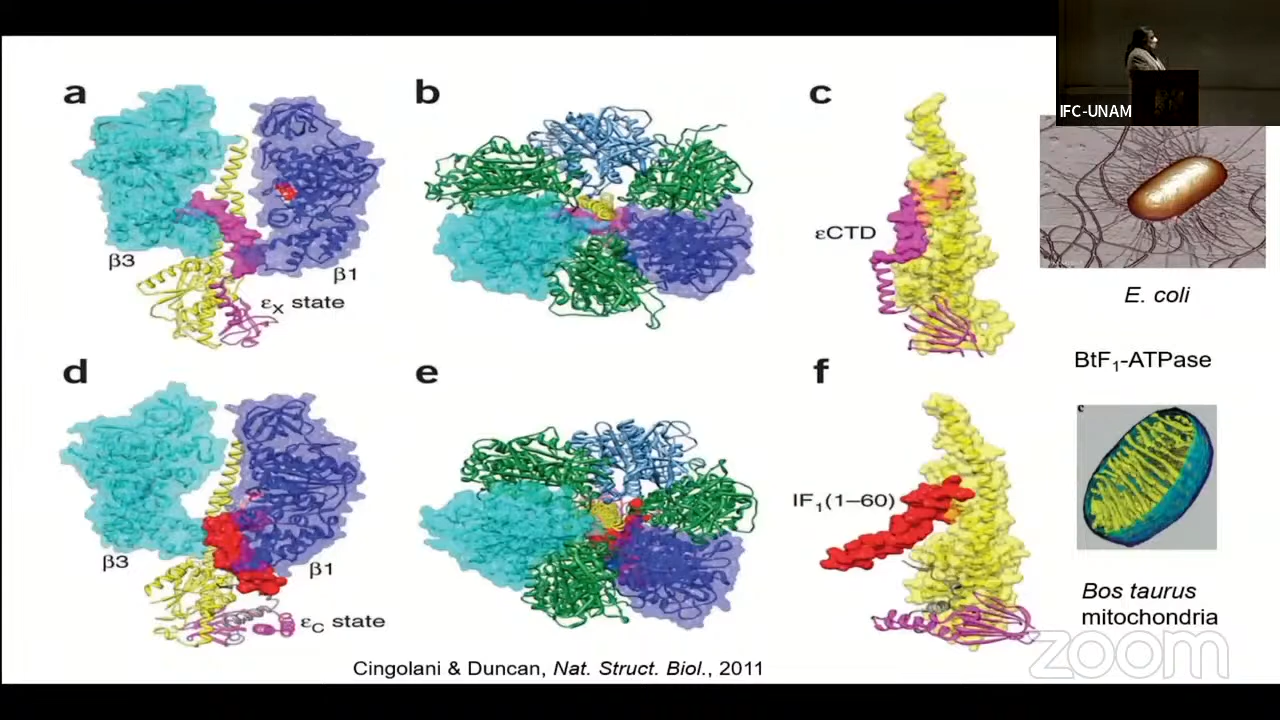 IFC-UNAM
a
b
c
β3
β1
εX state
εCTD
E. coli
BtF1-ATPase
d
e
f
c
β3
β1
εC state
IF1(1–60)
Bos taurus
mitochondria
Cingolani & Duncan, Nat. Struct. Biol., 2011
zoom